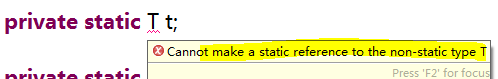 private static T t;
Cannot make a static reference to the non-static type T
Press 'F2' for focus